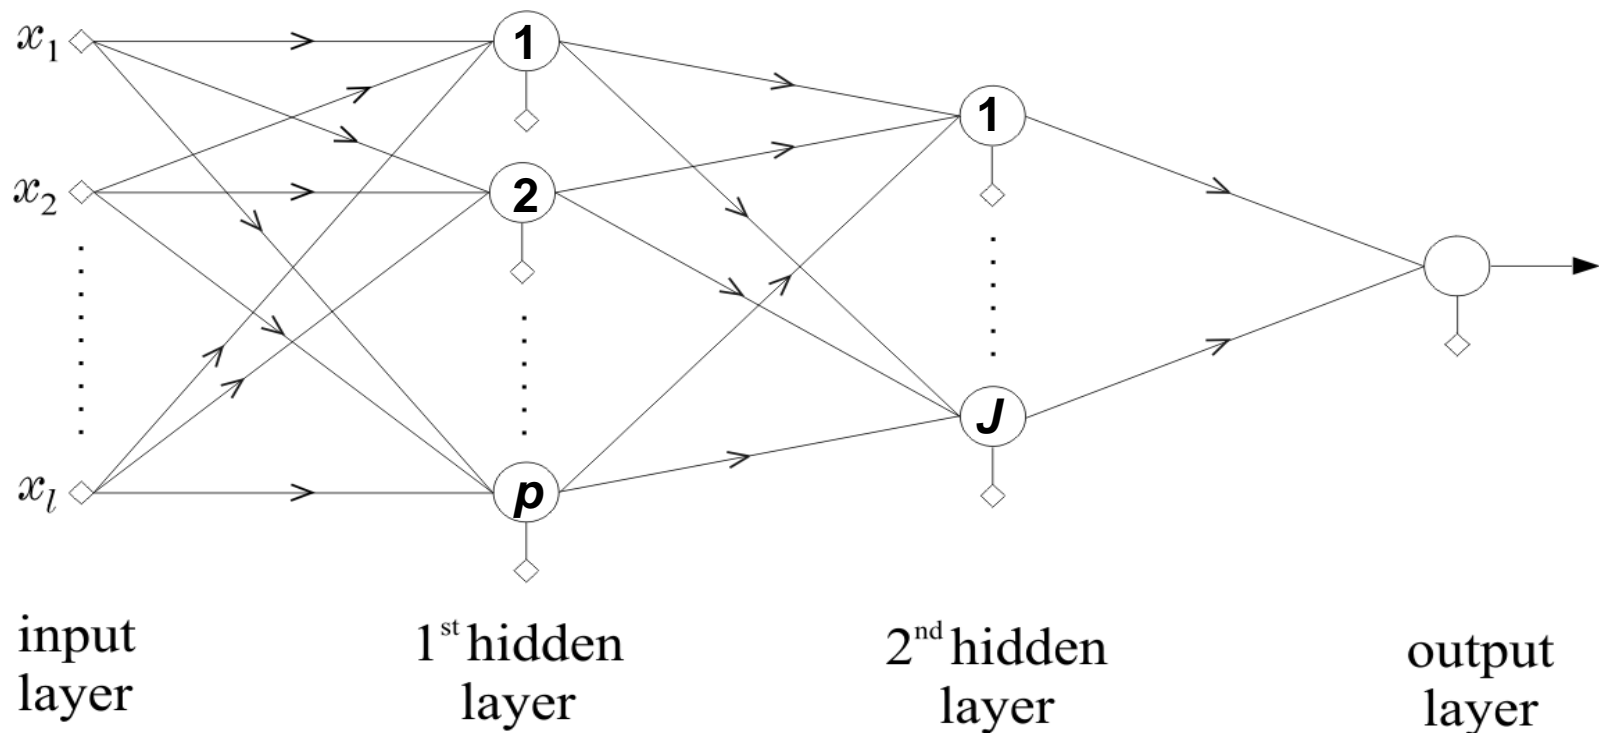 x₁
1
1
x₂
2
J
xₗ
p
input
layer
1ˢᵗ hidden
layer
2ⁿᵈ hidden
layer
output
layer